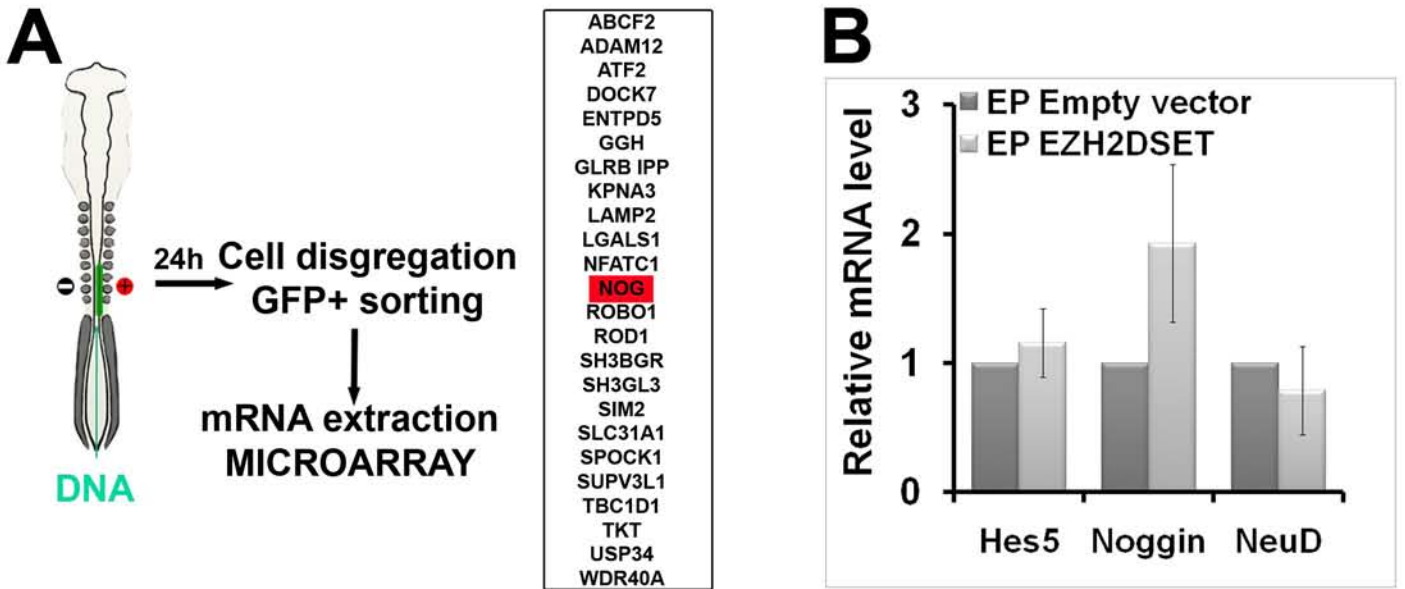 A
24h
Cell disgregation
GFP+ sorting
mRNA extraction
MICROARRAY
−
+
DNA
ABCF2
ADAM12
ATF2
DOCK7
ENTPD5
GGH
GLRB IPP
KPNA3
LAMP2
LGALS1
NFATC1
NOG
ROBO1
ROD1
SH3BGR
SH3GL3
SIM2
SLC31A1
SPOCK1
SUPV3L1
TBC1D1
TKT
USP34
WDR40A
B
Relative mRNA level
3
2
1
0
EP Empty vector
EP EZH2DSET
Hes5 Noggin NeuD